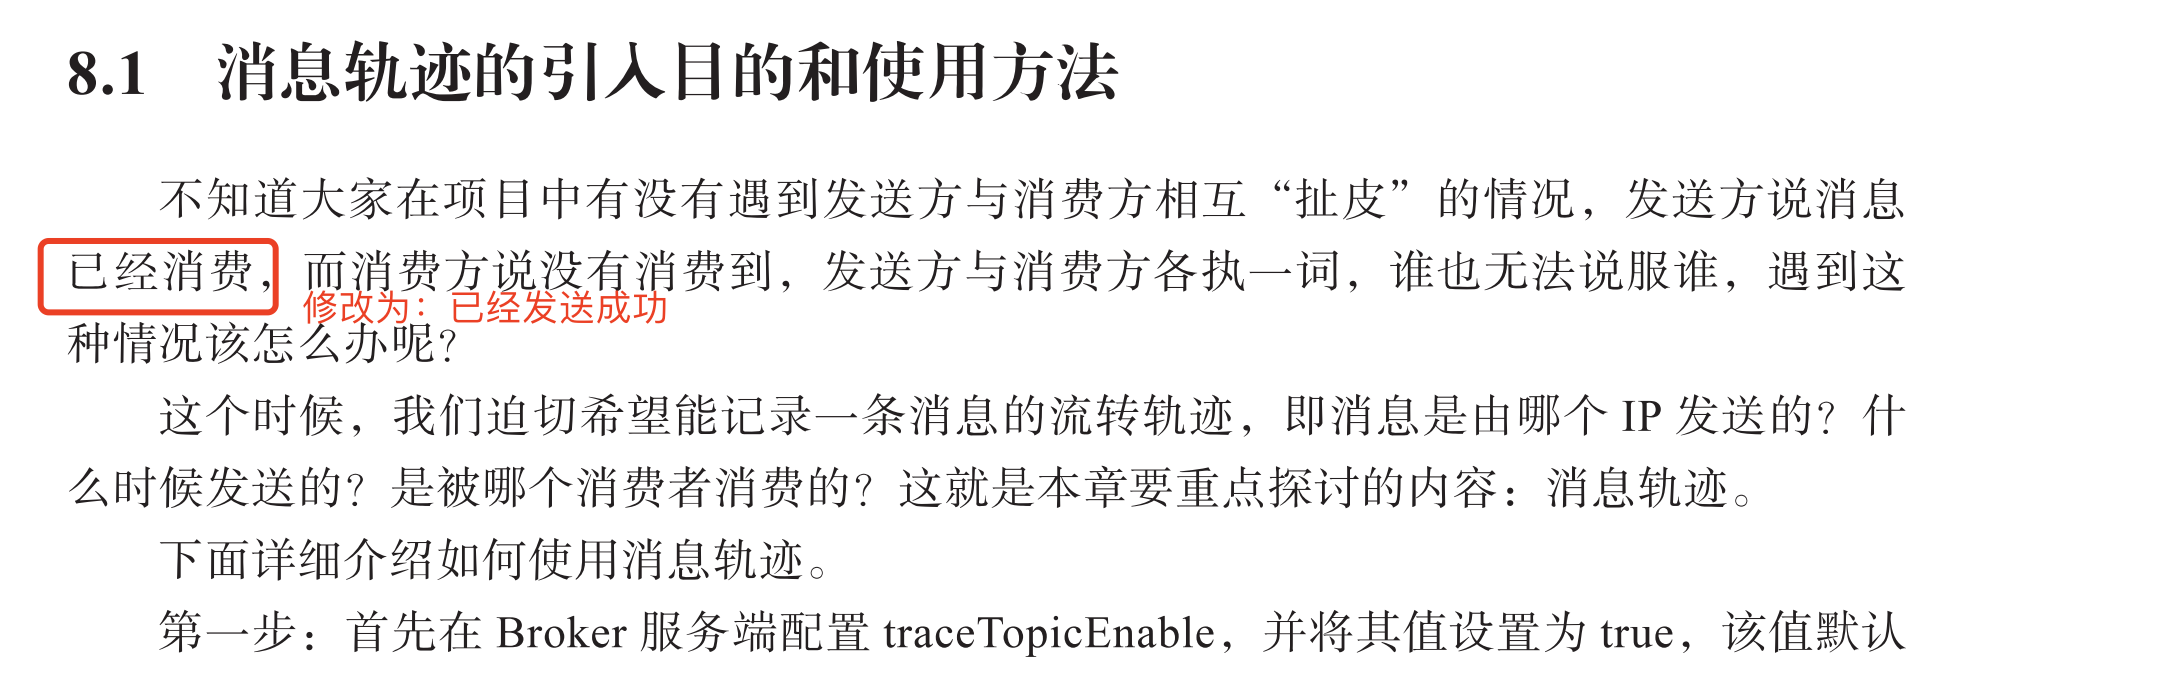 8.1 消息轨迹的引入目的和使用方法
不知道大家在项目中有没有遇到发送方与消费方相互“扯皮”的情况，发送方说消息
已经消费，而消费方说没有消费到，发送方与消费方各执一词，谁也无法说服谁，遇到这
修改为：已经发送成功
种情况该怎么办呢？
这个时候，我们迫切希望能记录一条消息的流转轨迹，即消息是由哪个 IP 发送的？什
么时候发送的？是被哪个消费者消费的？这就是本章要重点探讨的内容：消息轨迹。
下面详细介绍如何使用消息轨迹。
第一步：首先在 Broker 服务端配置 traceTopicEnable，并将其值设置为 true，该值默认